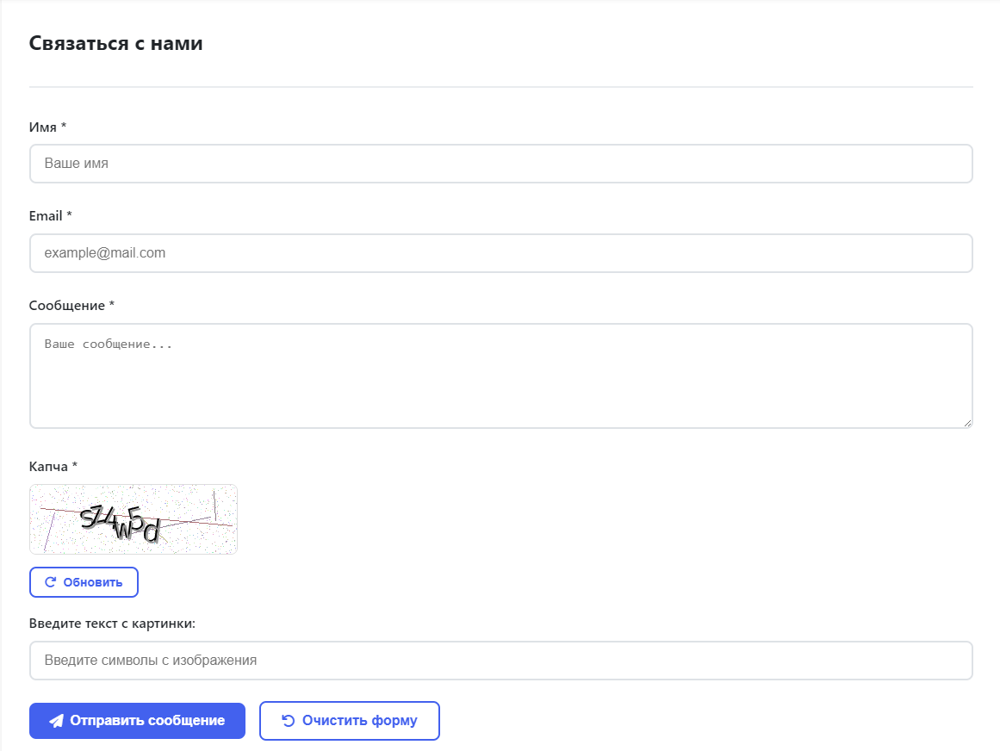 Связаться с нами
Имя *
Ваше имя
Email *
example@mail.com
Сообщение *
Ваше сообщение...
Капча *
Обновить
Введите текст с картинки:
Введите символы с изображения
Отправить сообщение Очистить форму